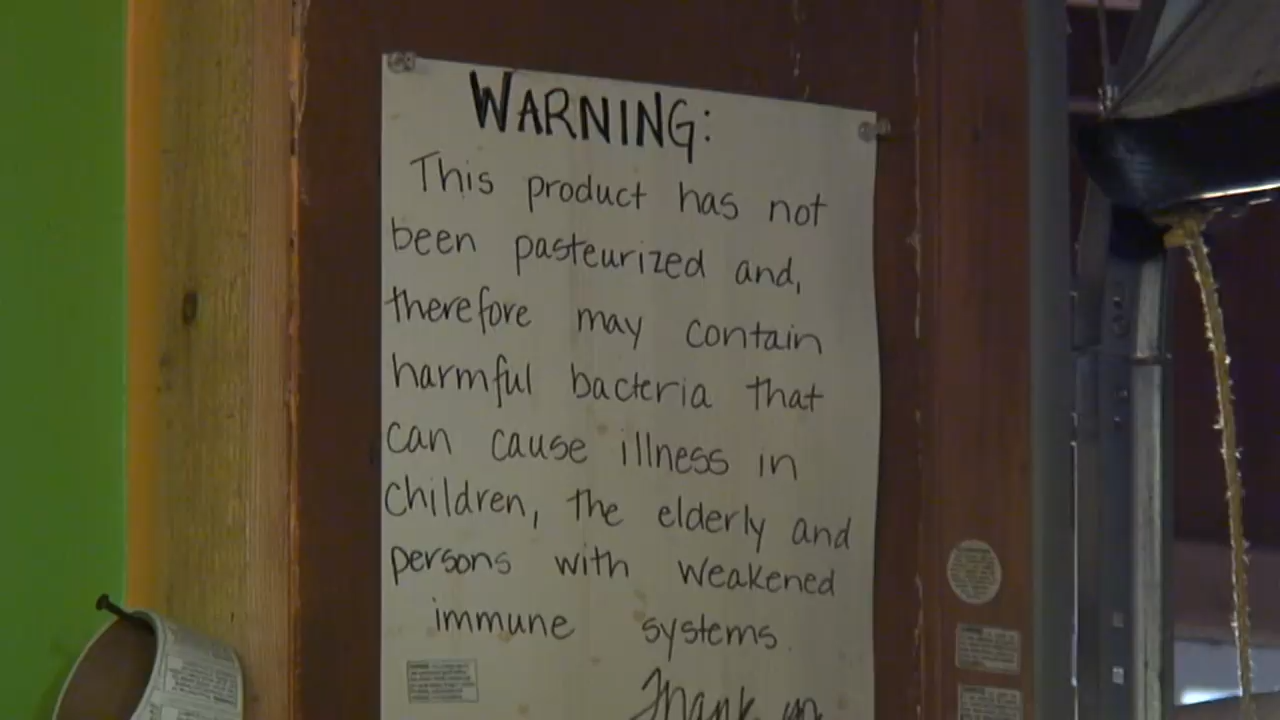 WARNING:
This product has not
been pasteurized and,
therefore may contain
harmful bacteria that
can cause illness in
children, the elderly and
persons with weakened
immune systems.
Thank